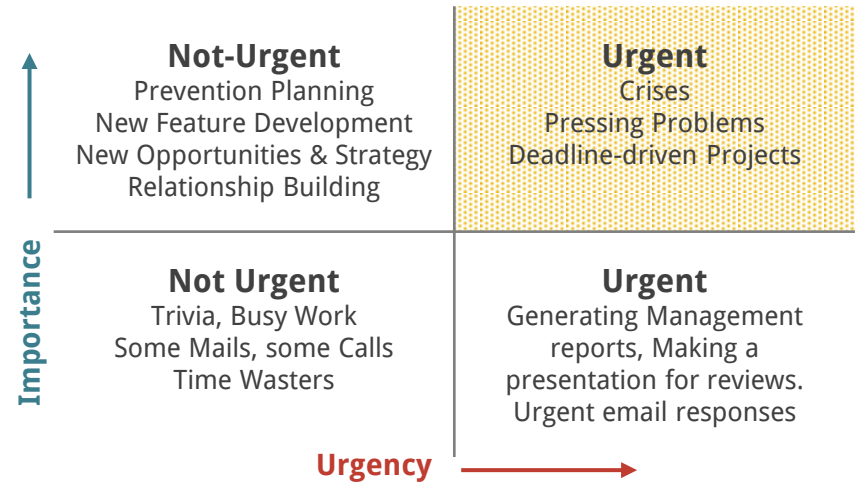 Not-Urgent
Prevention Planning
New Feature Development
New Opportunities & Strategy
Relationship Building
Urgent
Crises
Pressing Problems
Deadline-driven Projects
Importance
Not Urgent
Trivia, Busy Work
Some Mails, some Calls
Time Wasters
Urgent
Generating Management
reports, Making a
presentation for reviews.
Urgent email responses
Urgency